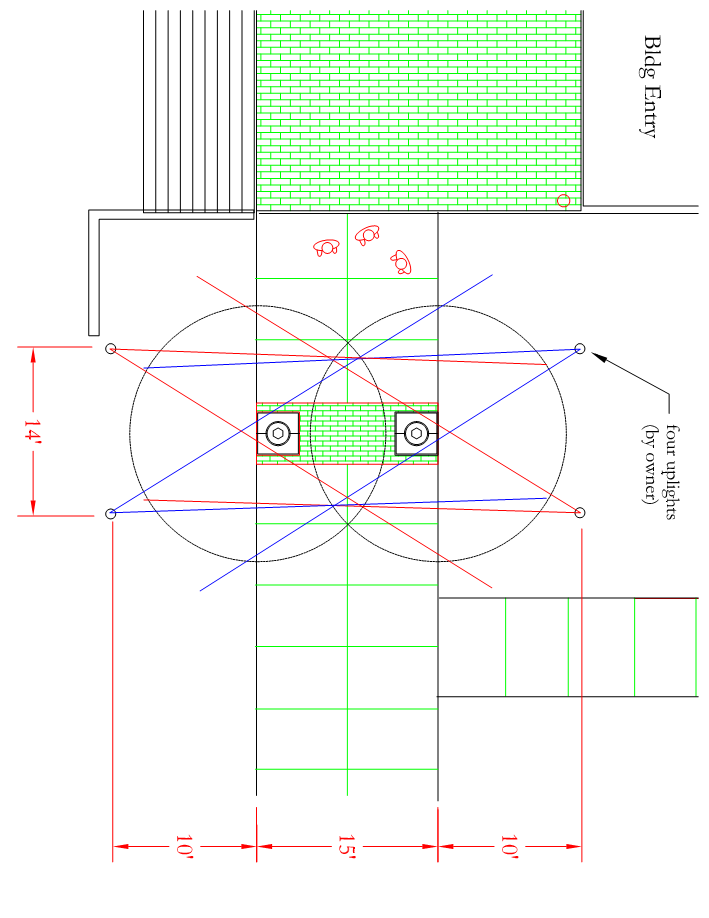 Bldg Entry
four uplights
(by owner)
14'
10'
15'
10'